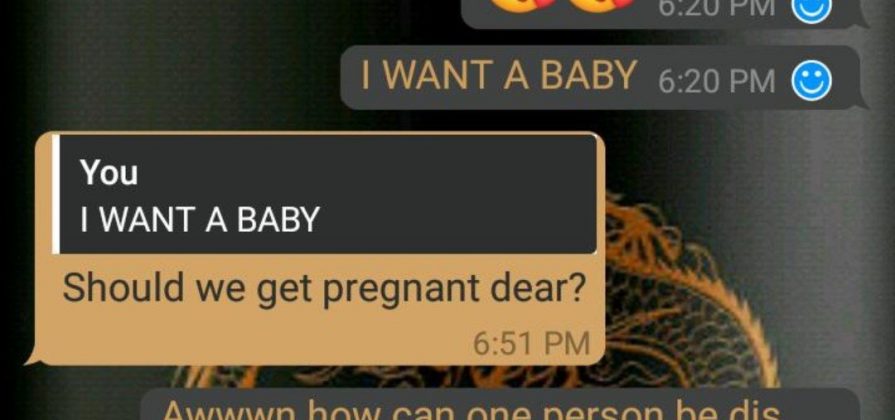 6:20 PM
I WANT A BABY 6:20 PM
You
I WANT A BABY
Should we get pregnant dear?
6:51 PM
Awwwn how can one person be dis